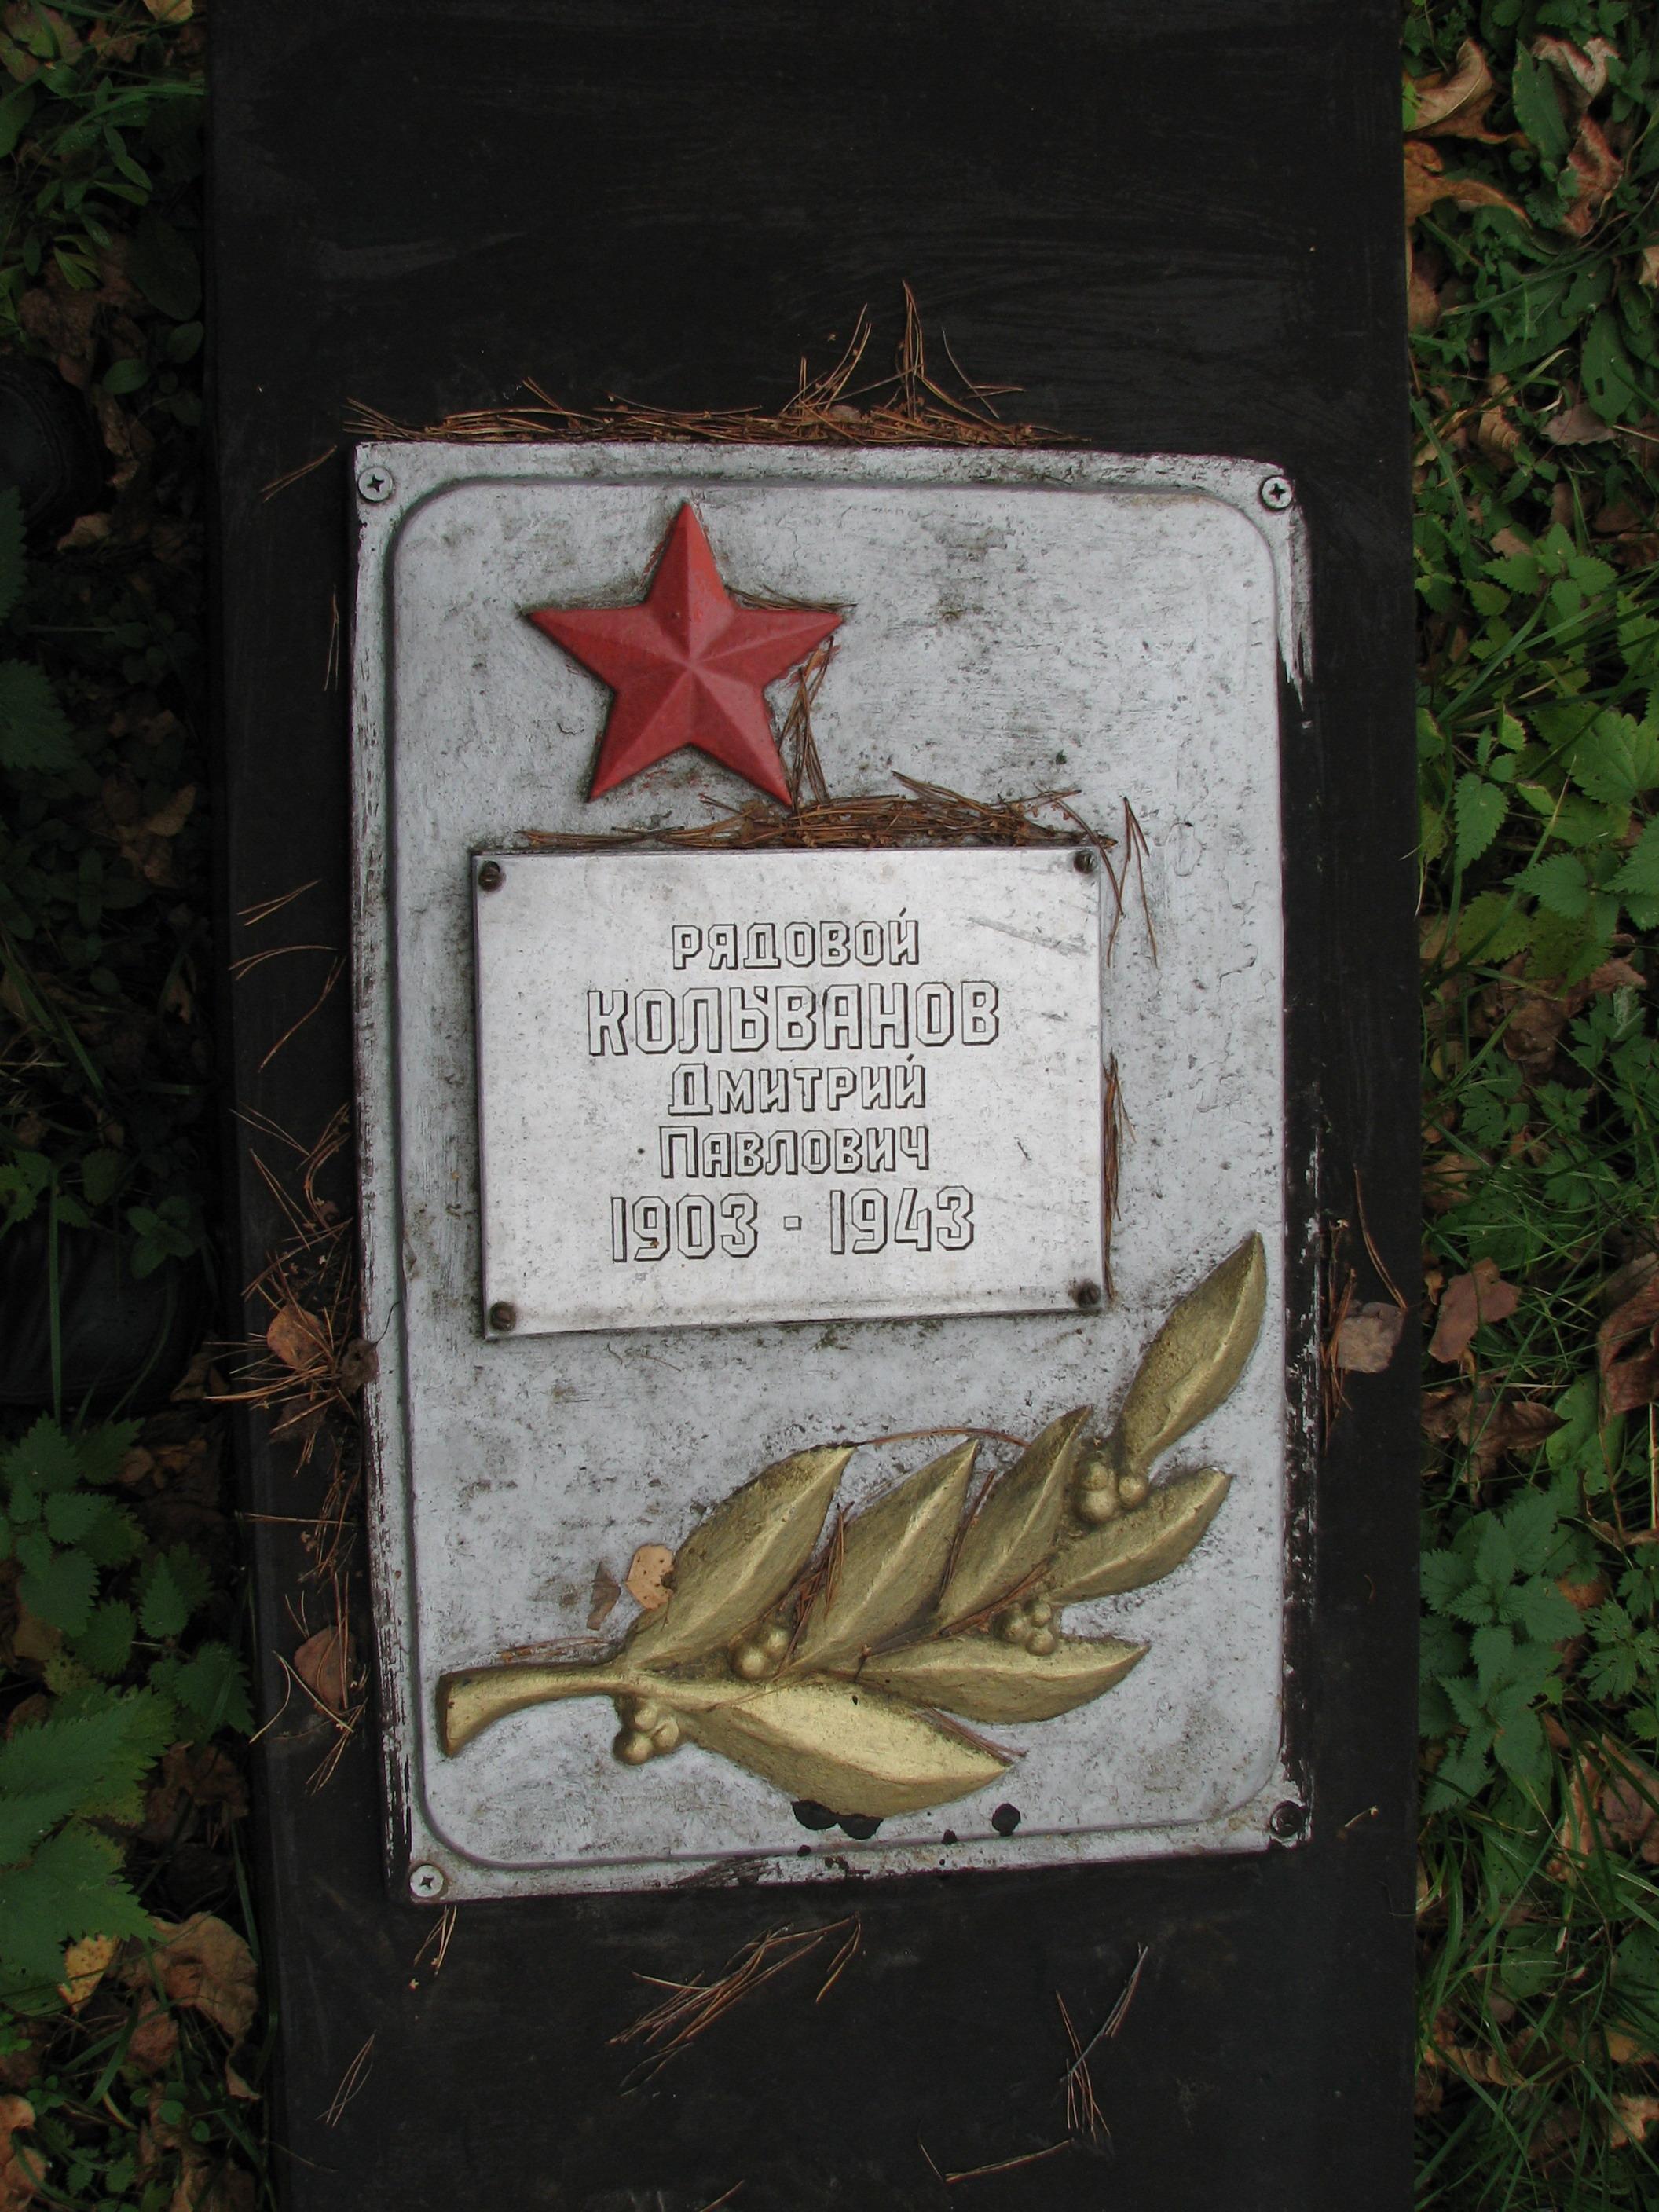 РЯДОВОЙ
КОЛЬВАНОВ
ДМИТРИЙ
ПАВЛОВИЧ
1903 - 1943